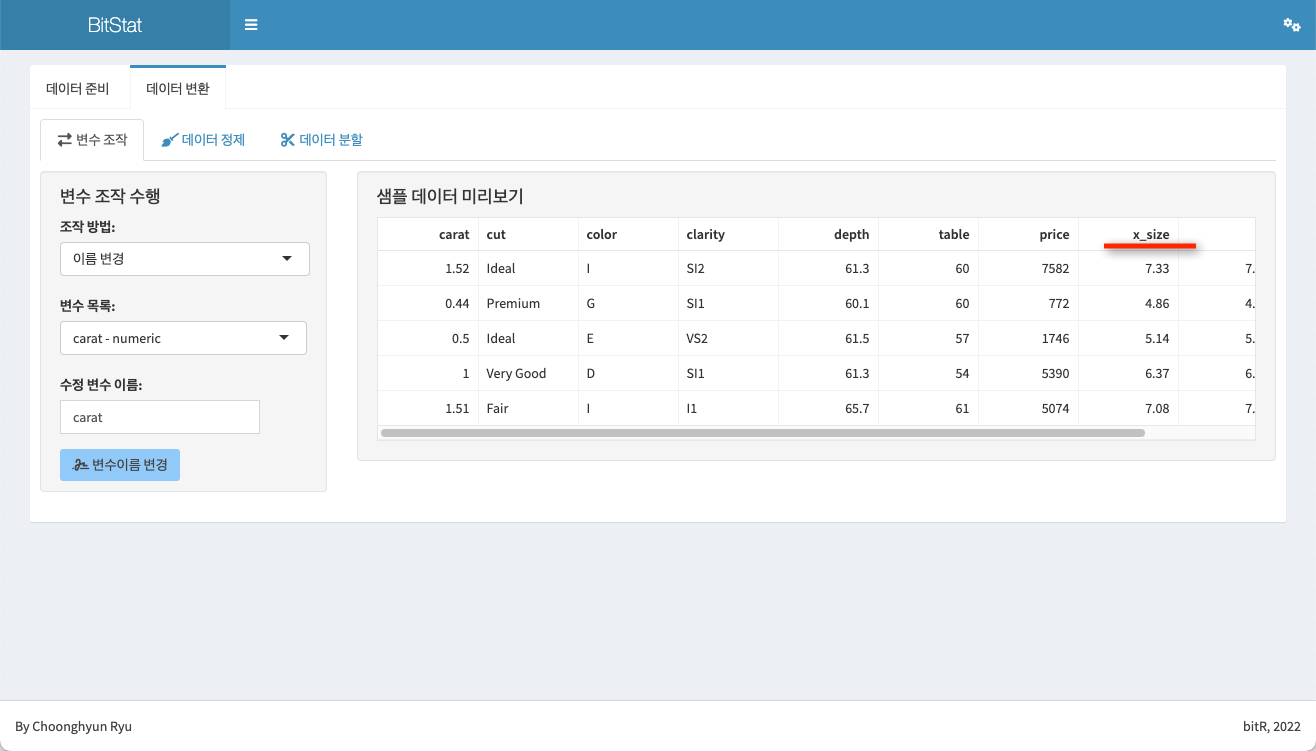 BitStat
데이터 준비 데이터 변환
변수 조작 데이터 정제 데이터 분할
변수 조작 수행
조작 방법:
이름 변경
변수 목록:
carat - numeric
수정 변수 이름:
carat
변수이름 변경
샘플 데이터 미리보기
carat cut color clarity depth table price x_size
1.52 Ideal I SI2 61.3 60 7582 7.33 7.
0.44 Premium G SI1 60.1 60 772 4.86 4.
0.5 Ideal E VS2 61.5 57 1746 5.14 5.
1 Very Good D SI1 61.3 54 5390 6.37 6.
1.51 Fair I I1 65.7 61 5074 7.08 7.
By Choonghyun Ryu bitR, 2022